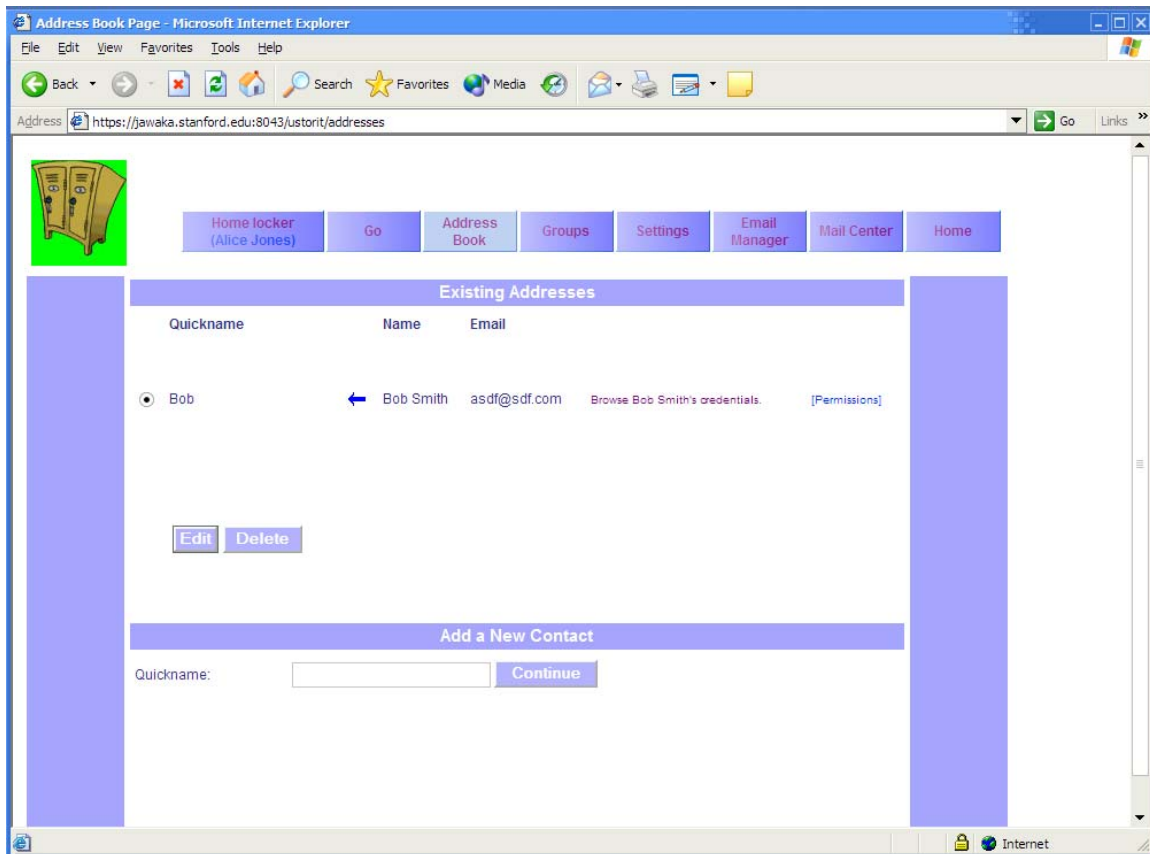 Address Book Page - Microsoft Internet Explorer
File Edit View Favorites Tools Help
Back Search Favorites Media
Address https://jawaka.stanford.edu:8043/ustorit/addresses Go Links »
Home locker (Alice Jones) Go Address Book Groups Settings Email Manager Mail Center Home
Existing Addresses
Quickname Name Email
Bob Bob Smith asdf@sdf.com Browse Bob Smith's credentials. [Permissions]
Edit Delete
Add a New Contact
Quickname: Continue
Internet